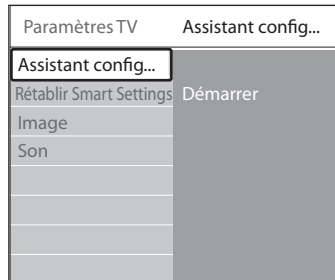 Paramètres TV Assistant config...
Assistant config...
Rétablir Smart Settings Démarrer
Image
Son